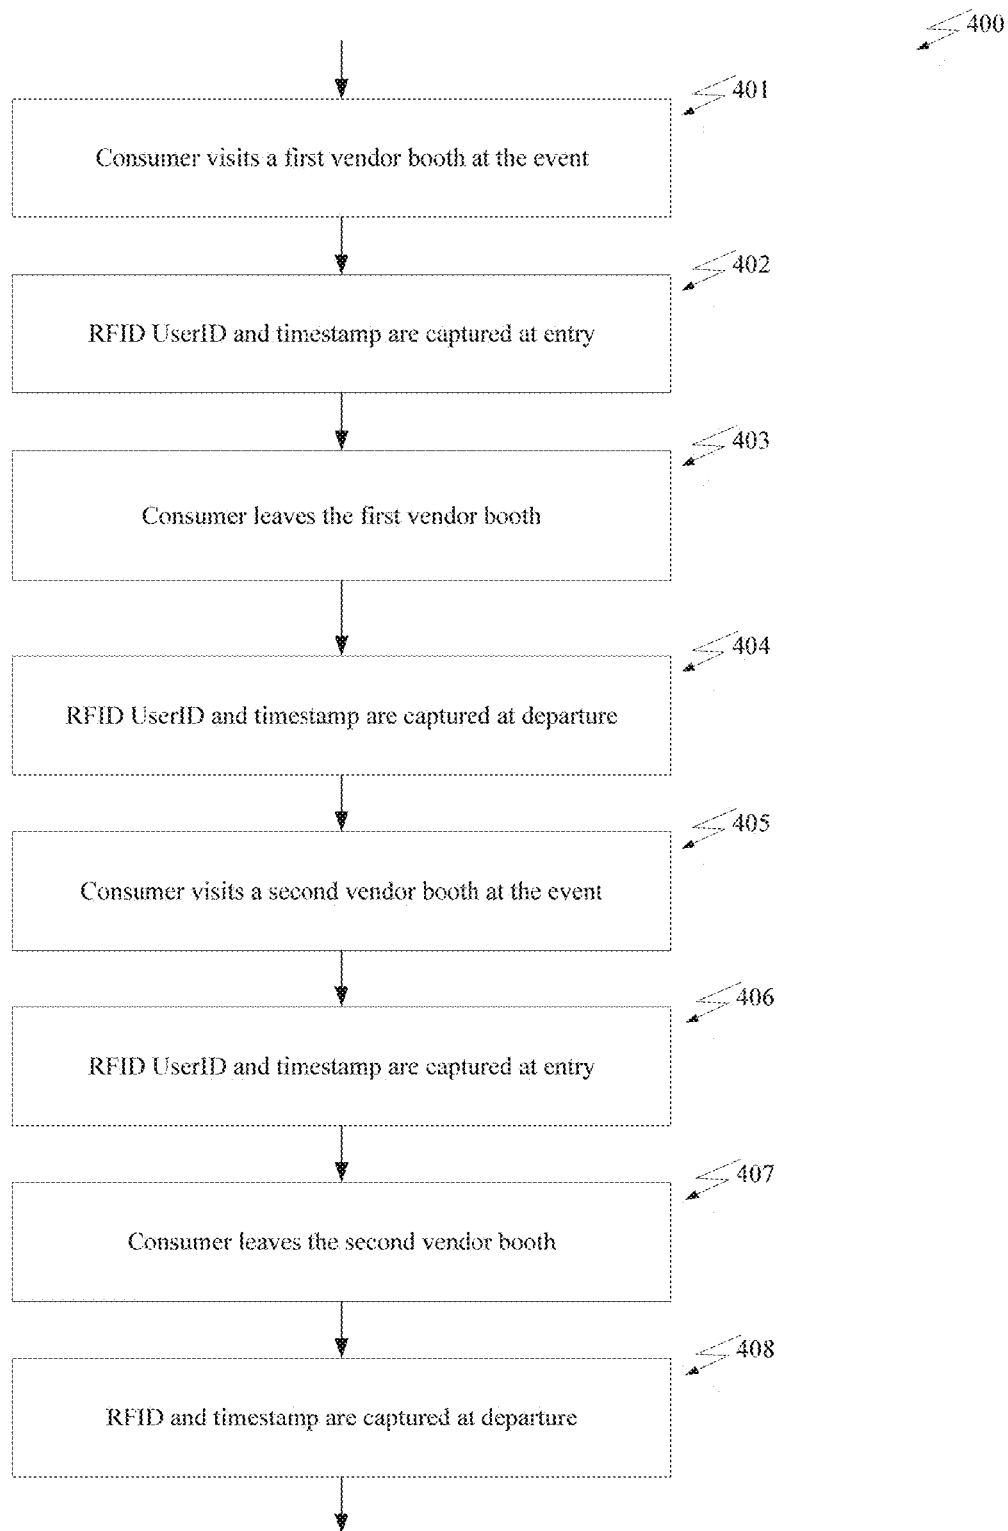 400
401
Consumer visits a first vendor booth at the event
402
RFID UserID and timestamp are captured at entry
403
Consumer leaves the first vendor booth
404
RFID UserID and timestamp are captured at departure
405
Consumer visits a second vendor booth at the event
406
RFID UserID and timestamp are captured at entry
407
Consumer leaves the second vendor booth
408
RFID and timestamp are captured at departure